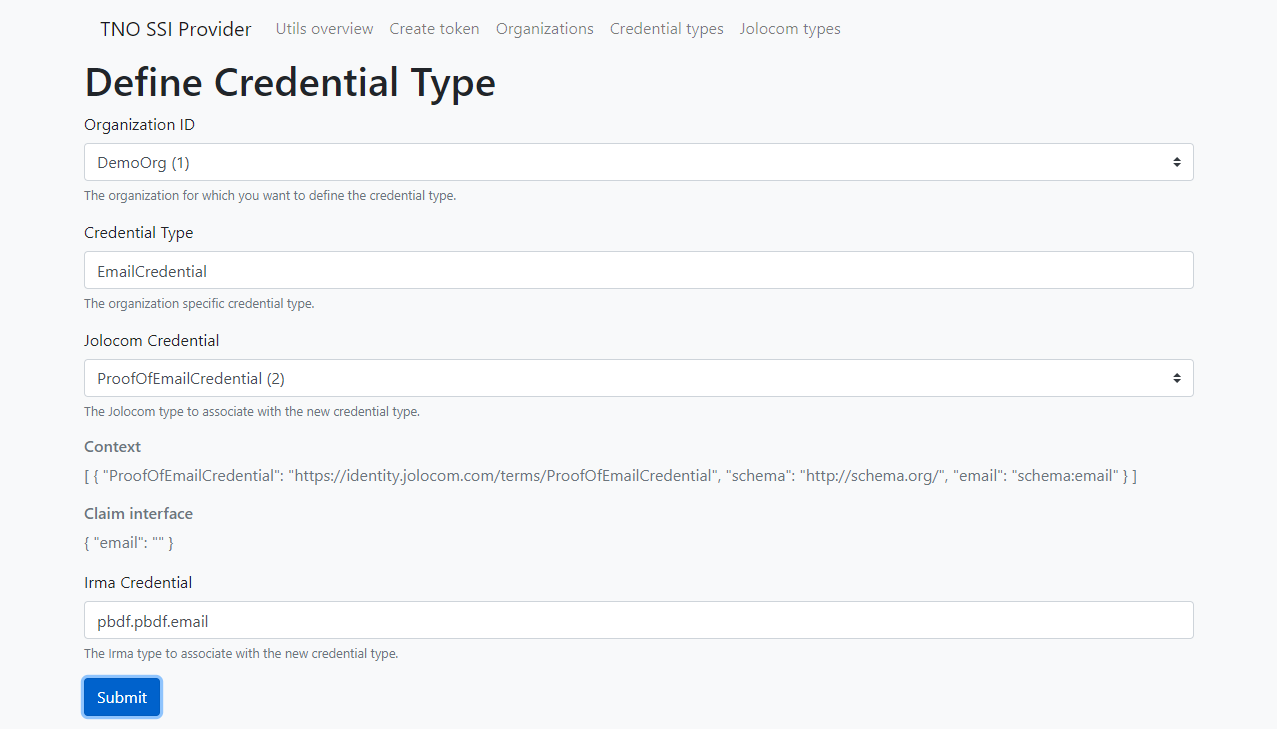 TNO SSI Provider Utils overview Create token Organizations Credential types Jolocom types
Define Credential Type
Organization ID
DemoOrg (1)
The organization for which you want to define the credential type.
Credential Type
EmailCredential
The organization specific credential type.
Jolocom Credential
ProofOfEmailCredential (2)
The Jolocom type to associate with the new credential type.
Context
[ { "ProofOfEmailCredential": "https://identity.jolocom.com/terms/ProofOfEmailCredential", "schema": "http://schema.org/", "email": "schema:email" } ]
Claim interface
{ "email": "" }
Irma Credential
pbdf.pbdf.email
The Irma type to associate with the new credential type.
Submit